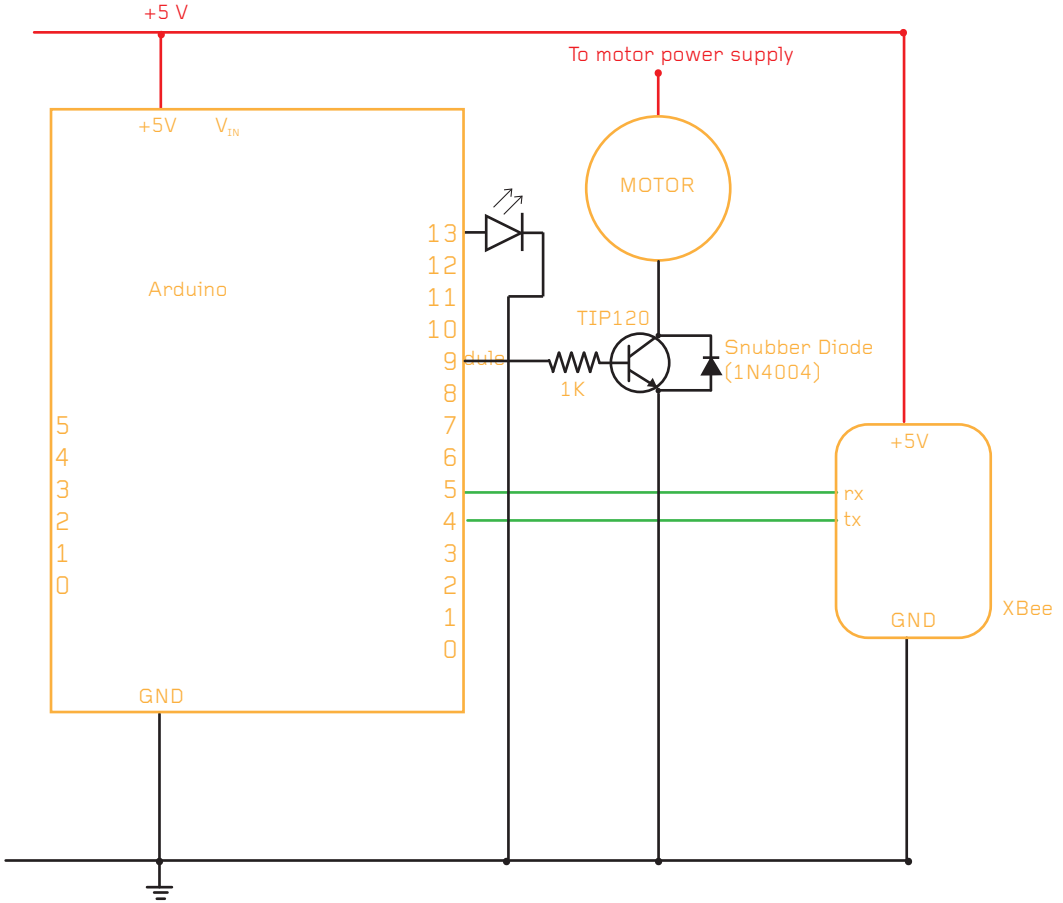 +5 V
To motor power supply
+5V VIN
MOTOR
13
12
Arduino
11
TIP120
10
Snubber Diode
9 dule
(1N4004)
1K
8
5
7
+5V
4
6
3
5
rx
2
4
tx
1
3
0
2
XBee
1
GND
0
GND